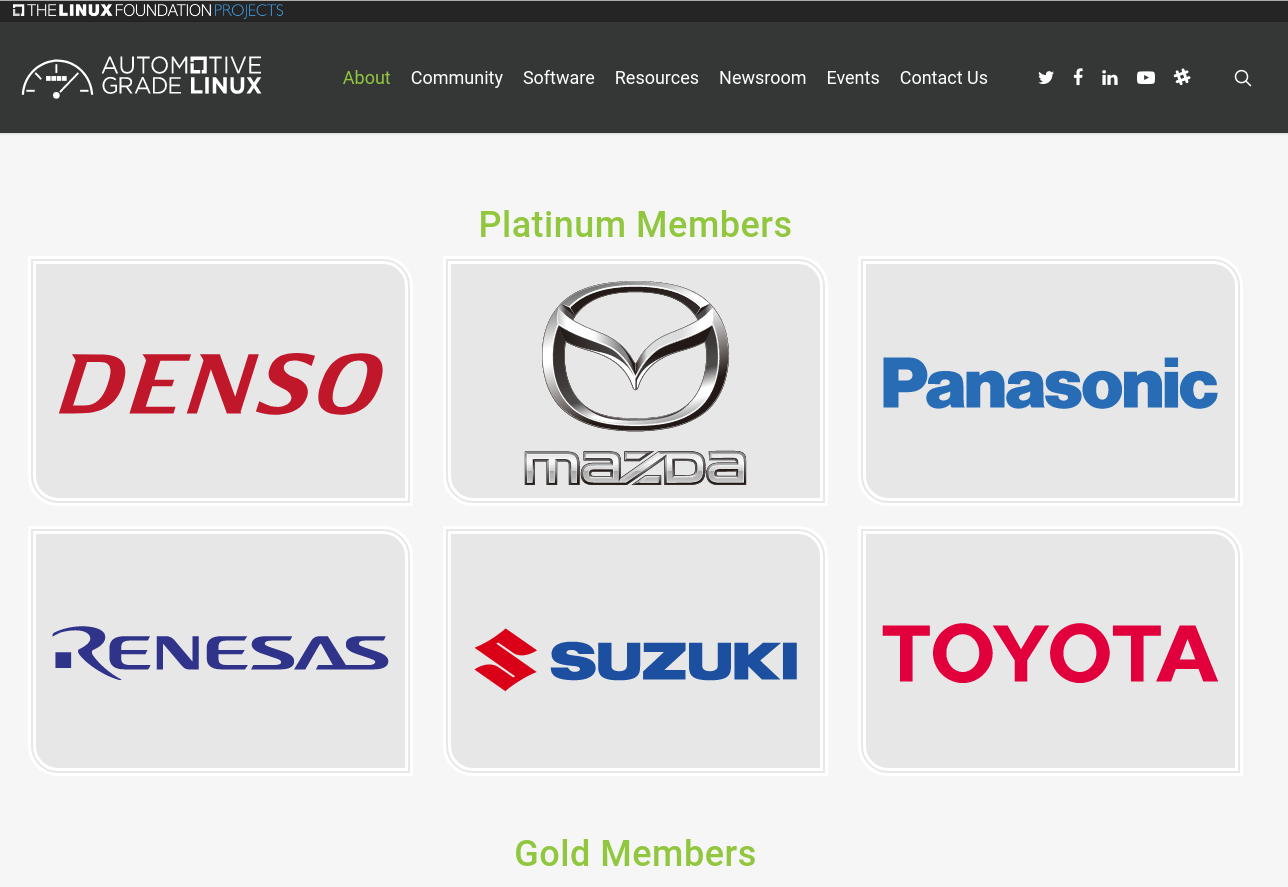 THE LINUX FOUNDATION PROJECTS
AUTOMOTIVE
GRADE LINUX
About Community Software Resources Newsroom Events Contact Us
Platinum Members
DENSO
mazda
Panasonic
RENESAS
SUZUKI
TOYOTA
Gold Members